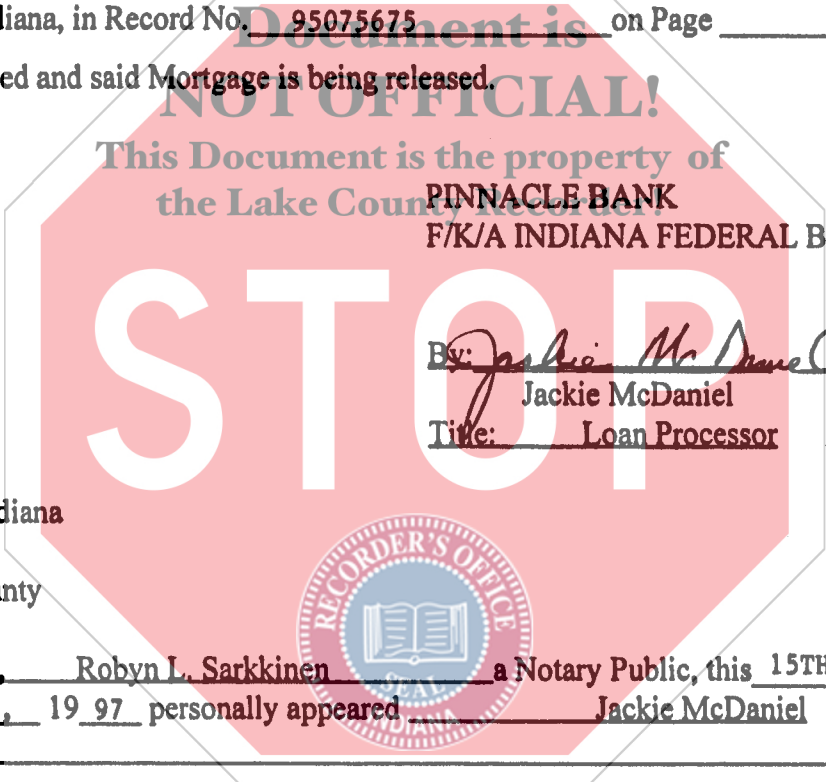 diana, in Record No. 95075675 on Page
Document is
ed and said Mortgage is being released.
NOT OFFICIAL!
This Document is the property of
the Lake County Recorder!
PINNACLE BANK
F/K/A INDIANA FEDERAL B
STOP
By: Jackie McDaniel
Jackie McDaniel
Title: Loan Processor
diana
nty
RECORDER'S OFFICE
SEAL
INDIANA
, Robyn L. Sarkkinen a Notary Public, this 15TH
, 19 97 personally appeared Jackie McDaniel